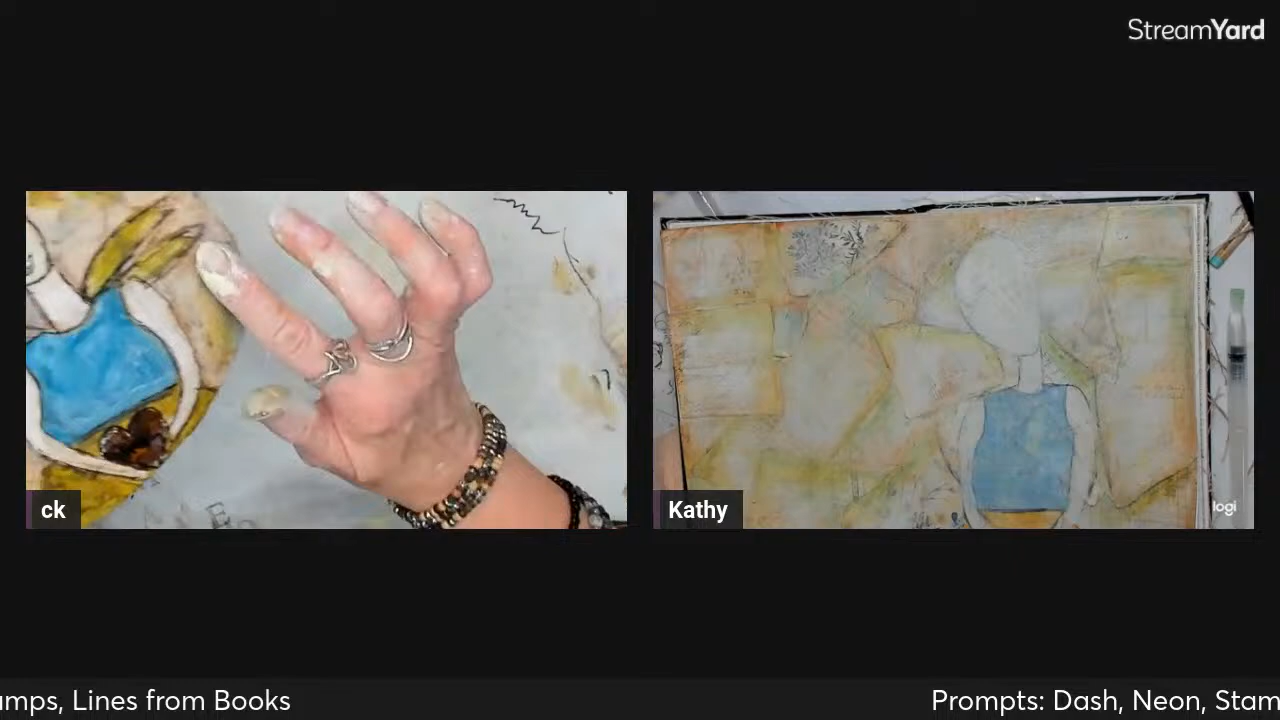 StreamYard
ck
Kathy
logi
amps, Lines from Books
Prompts: Dash, Neon, Stam